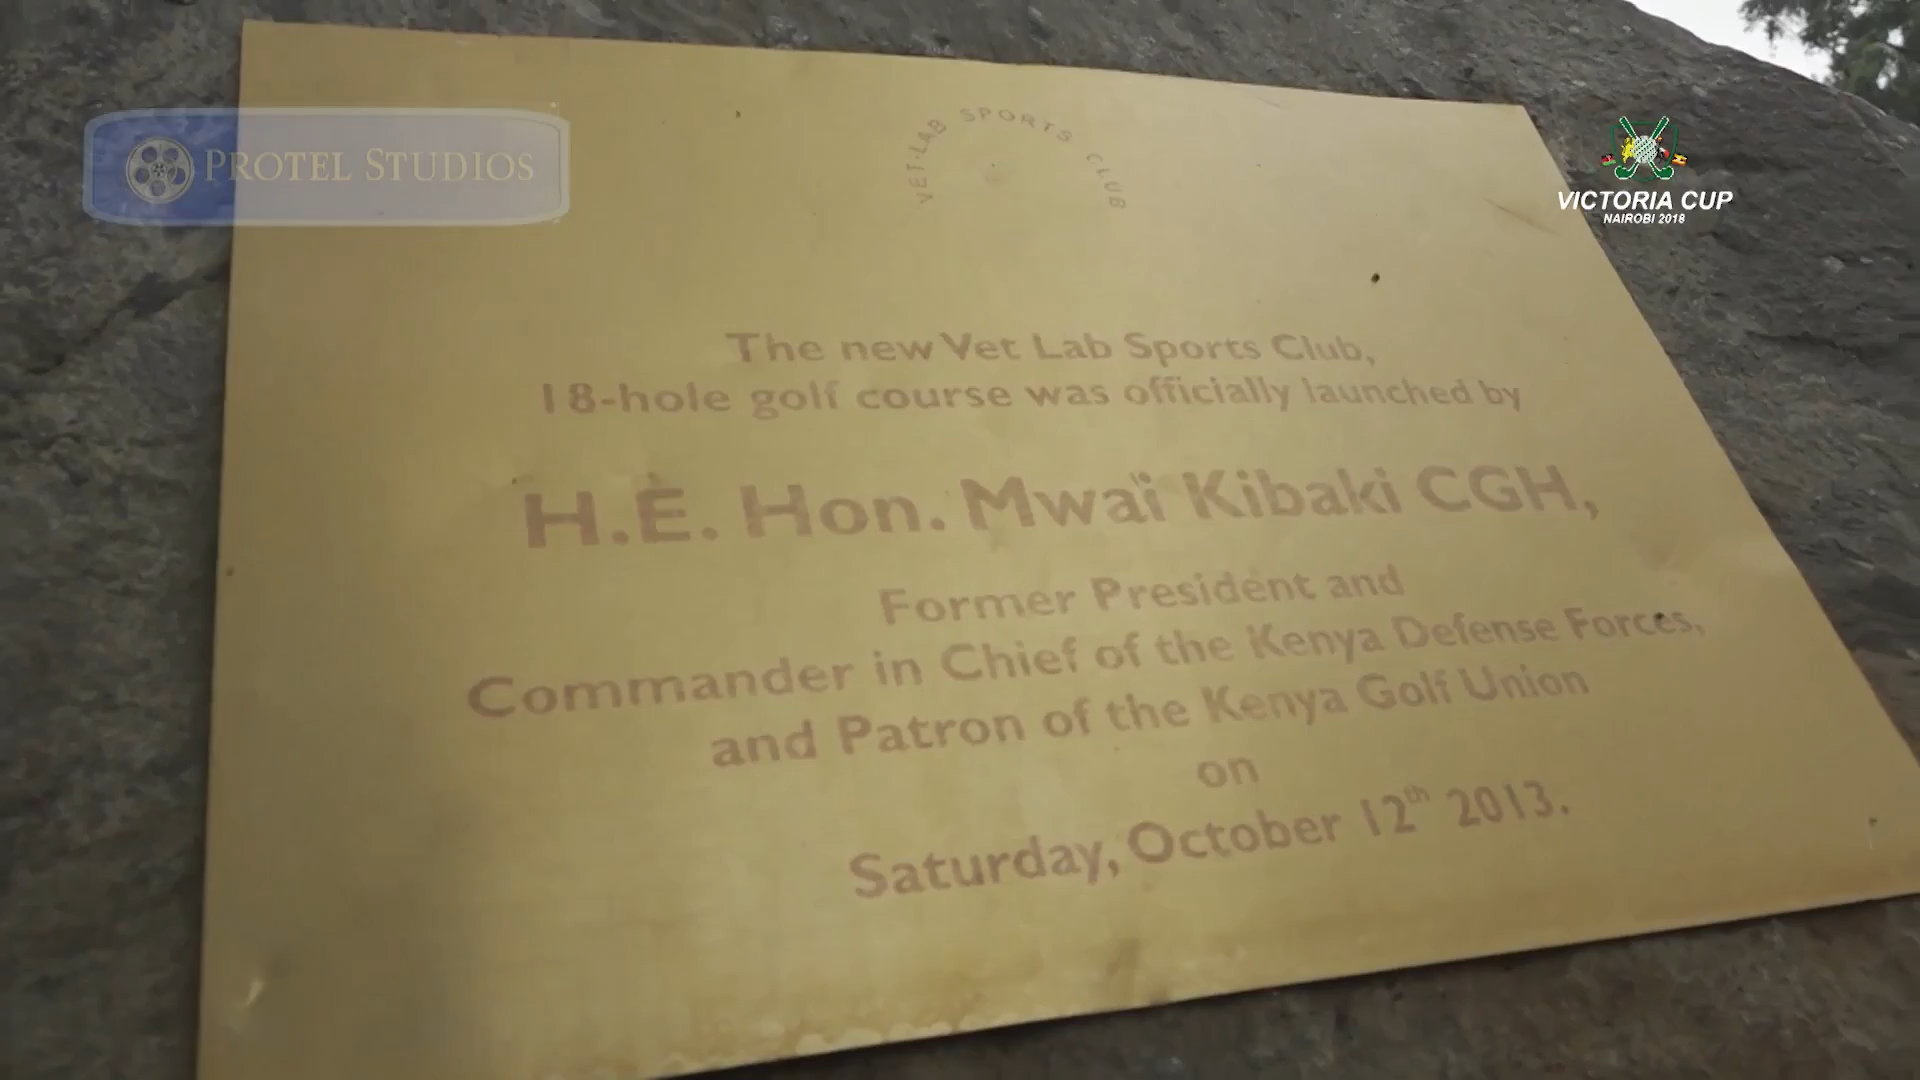 PROTEL STUDIOS
VET-LAB SPORTS CLUB
VICTORIA CUP
NAIROBI 2018
The new Vet Lab Sports Club,
18-hole golf course was officially launched by
H.E. Hon. Mwai Kibaki CGH,
Former President and
Commander in Chief of the Kenya Defense Forces,
and Patron of the Kenya Golf Union
on
Saturday, October 12th 2013.